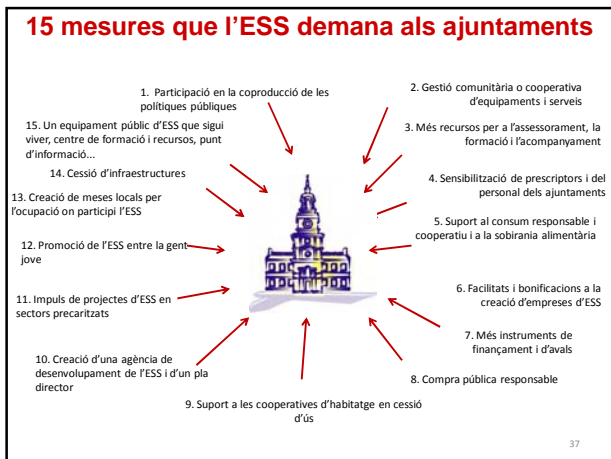 15 mesures que l'ESS demana als ajuntaments
1. Participació en la coproducció de les
polítiques públiques
2. Gestió comunitària o cooperativa
d'equipaments i serveis
3. Més recursos per a l'assessorament, la
formació i l'acompanyament
4. Sensibilització de prescriptors i del
personal dels ajuntaments
5. Suport al consum responsable i
cooperatiu i a la sobirania alimentària
6. Facilitats i bonificacions a la
creació d'empreses d'ESS
7. Més instruments de
finançament i d'avals
8. Compra pública responsable
9. Suport a les cooperatives d'habitatge en cessió
d'ús
10. Creació d'una agència de
desenvolupament de l'ESS i d'un pla
director
11. Impuls de projectes d'ESS en
sectors precaritzats
12. Promoció de l'ESS entre la gent
jove
13. Creació de meses locals per
l'ocupació on participi l'ESS
14. Cessió d'infraestructures
15. Un equipament públic d'ESS que sigui
viver, centre de formació i recursos, punt
d'informació...
37